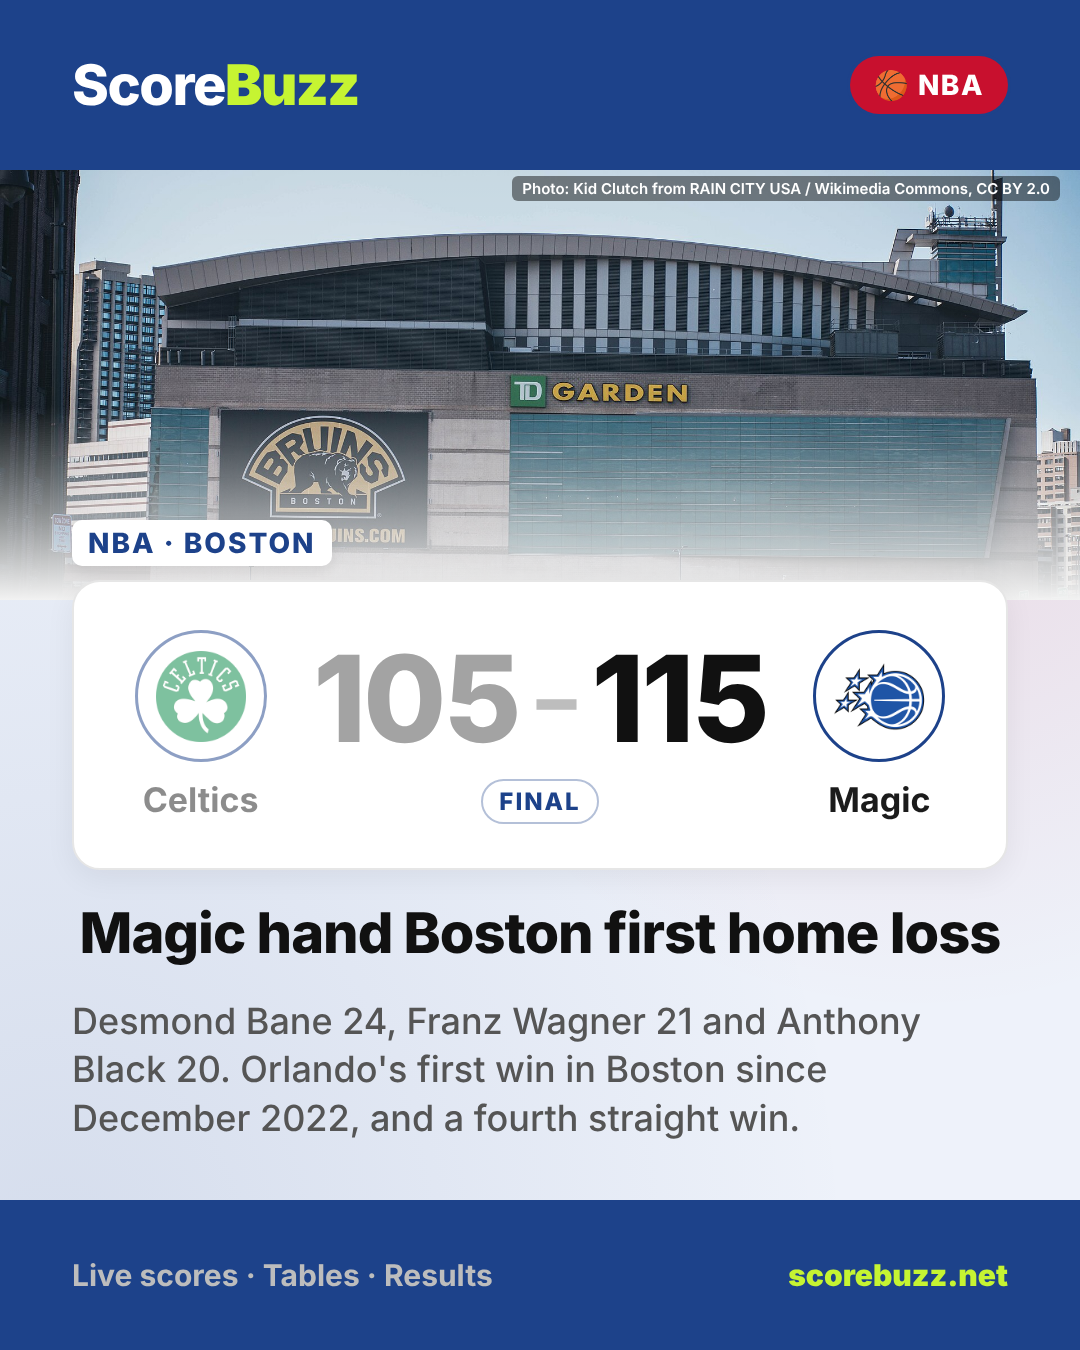 ScoreBuzz
NBA
Photo: Kid Clutch from RAIN CITY USA / Wikimedia Commons, CC BY 2.0
TD GARDEN
BRUINS
BOSTON
UINS.COM
NBA · BOSTON
CELTICS
105 - 115
Celtics
FINAL
Magic
Magic hand Boston first home loss
Desmond Bane 24, Franz Wagner 21 and Anthony
Black 20. Orlando's first win in Boston since
December 2022, and a fourth straight win.
Live scores · Tables · Results
scorebuzz.net